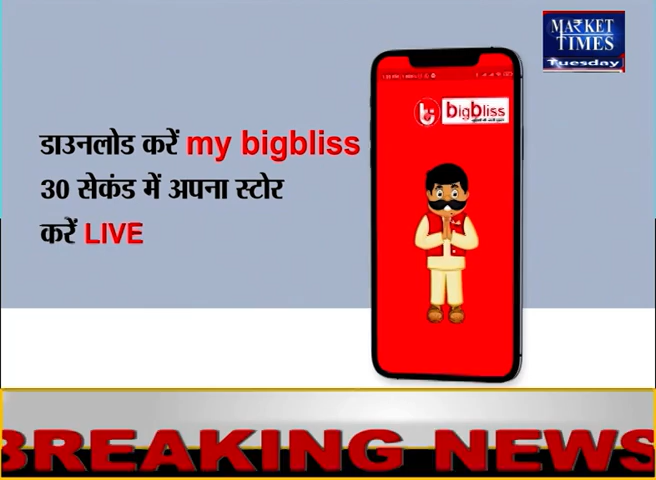 MARKET
TIMES
Tuesday
bigbliss
डाउनलोड करें my bigbliss
30 सेकंड में अपना स्टोर
करें LIVE
BREAKING NEWS